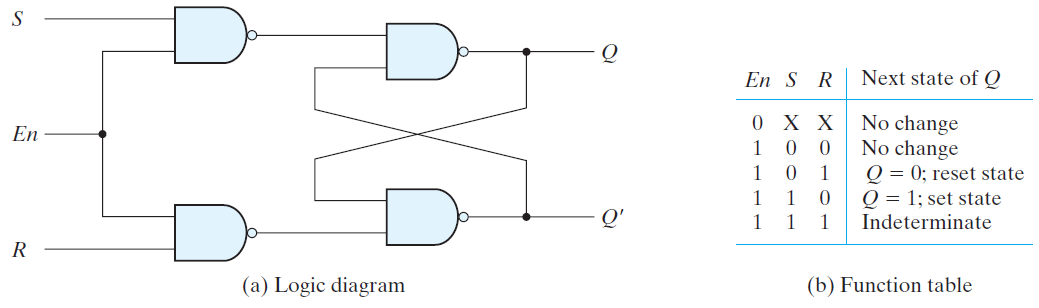 S
Q
En
Q'
R
(a) Logic diagram
En S R Next state of Q
0 X X No change
1 0 0 No change
1 0 1 Q = 0; reset state
1 1 0 Q = 1; set state
1 1 1 Indeterminate
(b) Function table